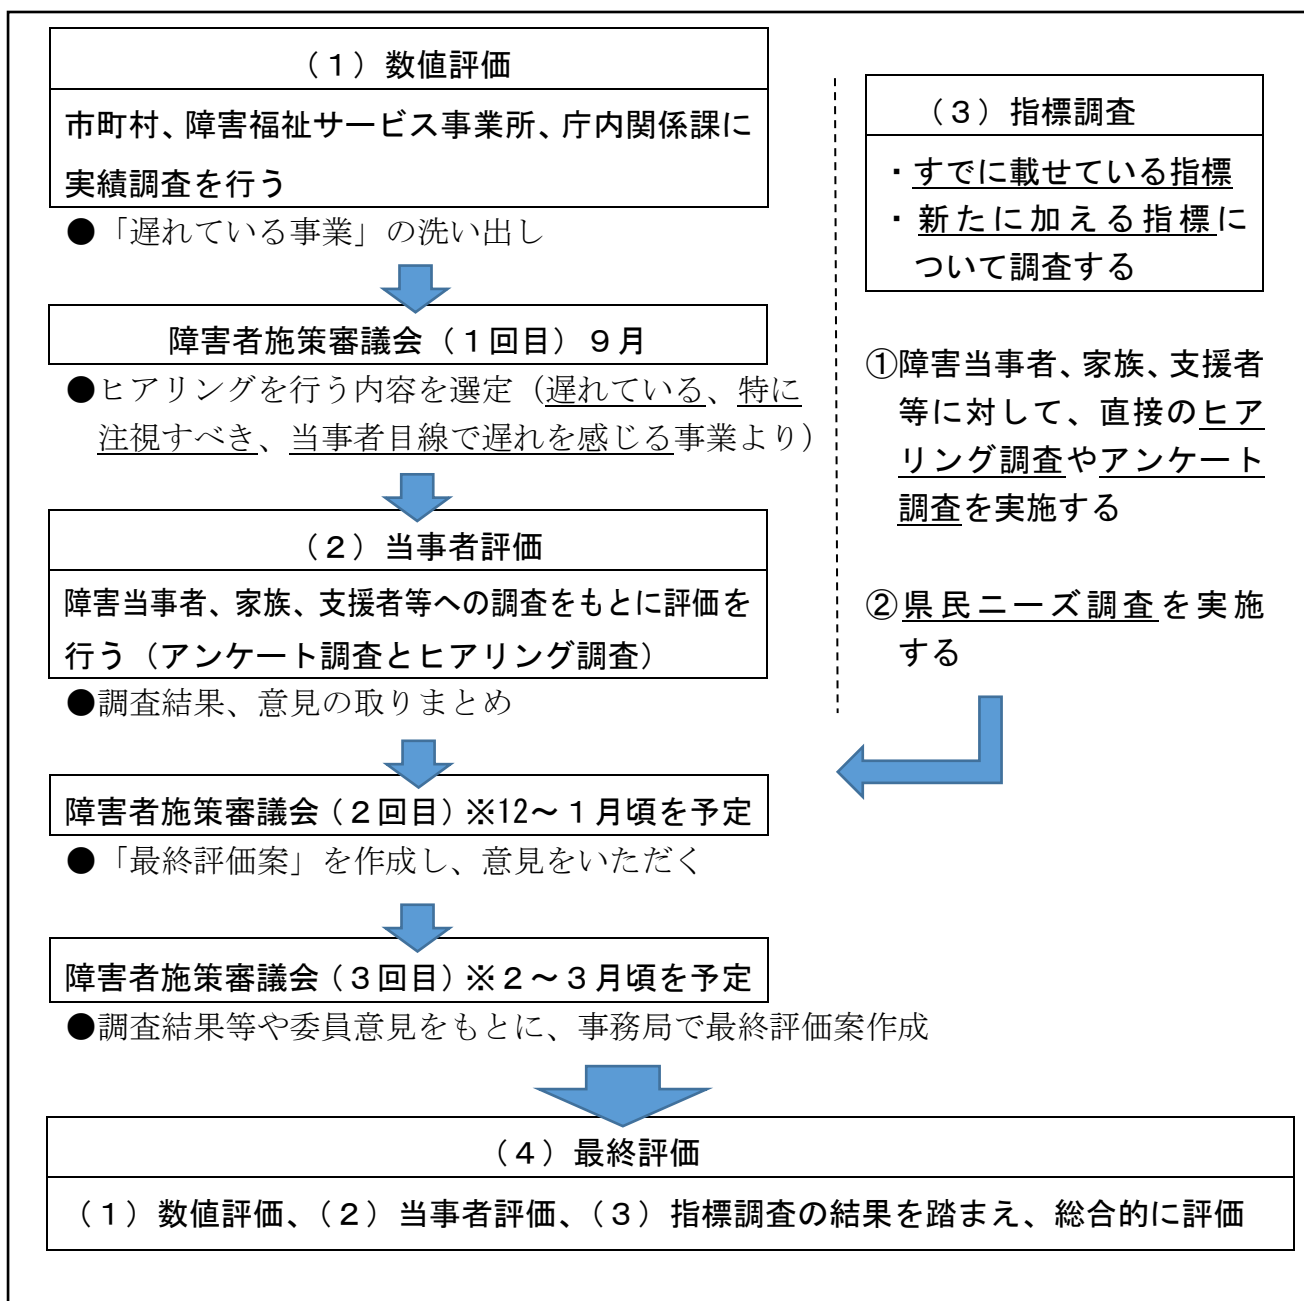 （１）数値評価
市町村、障害福祉サービス事業所、庁内関係課に
実績調査を行う
●「遅れている事業」の洗い出し
障害者施策審議会（１回目）９月
●ヒアリングを行う内容を選定（遅れている、特に
注視すべき、当事者目線で遅れを感じる事業より）
（２）当事者評価
障害当事者、家族、支援者等への調査をもとに評価を
行う（アンケート調査とヒアリング調査）
●調査結果、意見の取りまとめ
障害者施策審議会（２回目）※12～１月頃を予定
●「最終評価案」を作成し、意見をいただく
障害者施策審議会（３回目）※２～３月頃を予定
●調査結果等や委員意見をもとに、事務局で最終評価案作成
（３）指標調査
・すでに載せている指標
・新たに加える指標に
ついて調査する
①障害当事者、家族、支援者
等に対して、直接のヒア
リング調査やアンケート
調査を実施する
②県民ニーズ調査を実施
する
（４）最終評価
（１）数値評価、（２）当事者評価、（３）指標調査の結果を踏まえ、総合的に評価